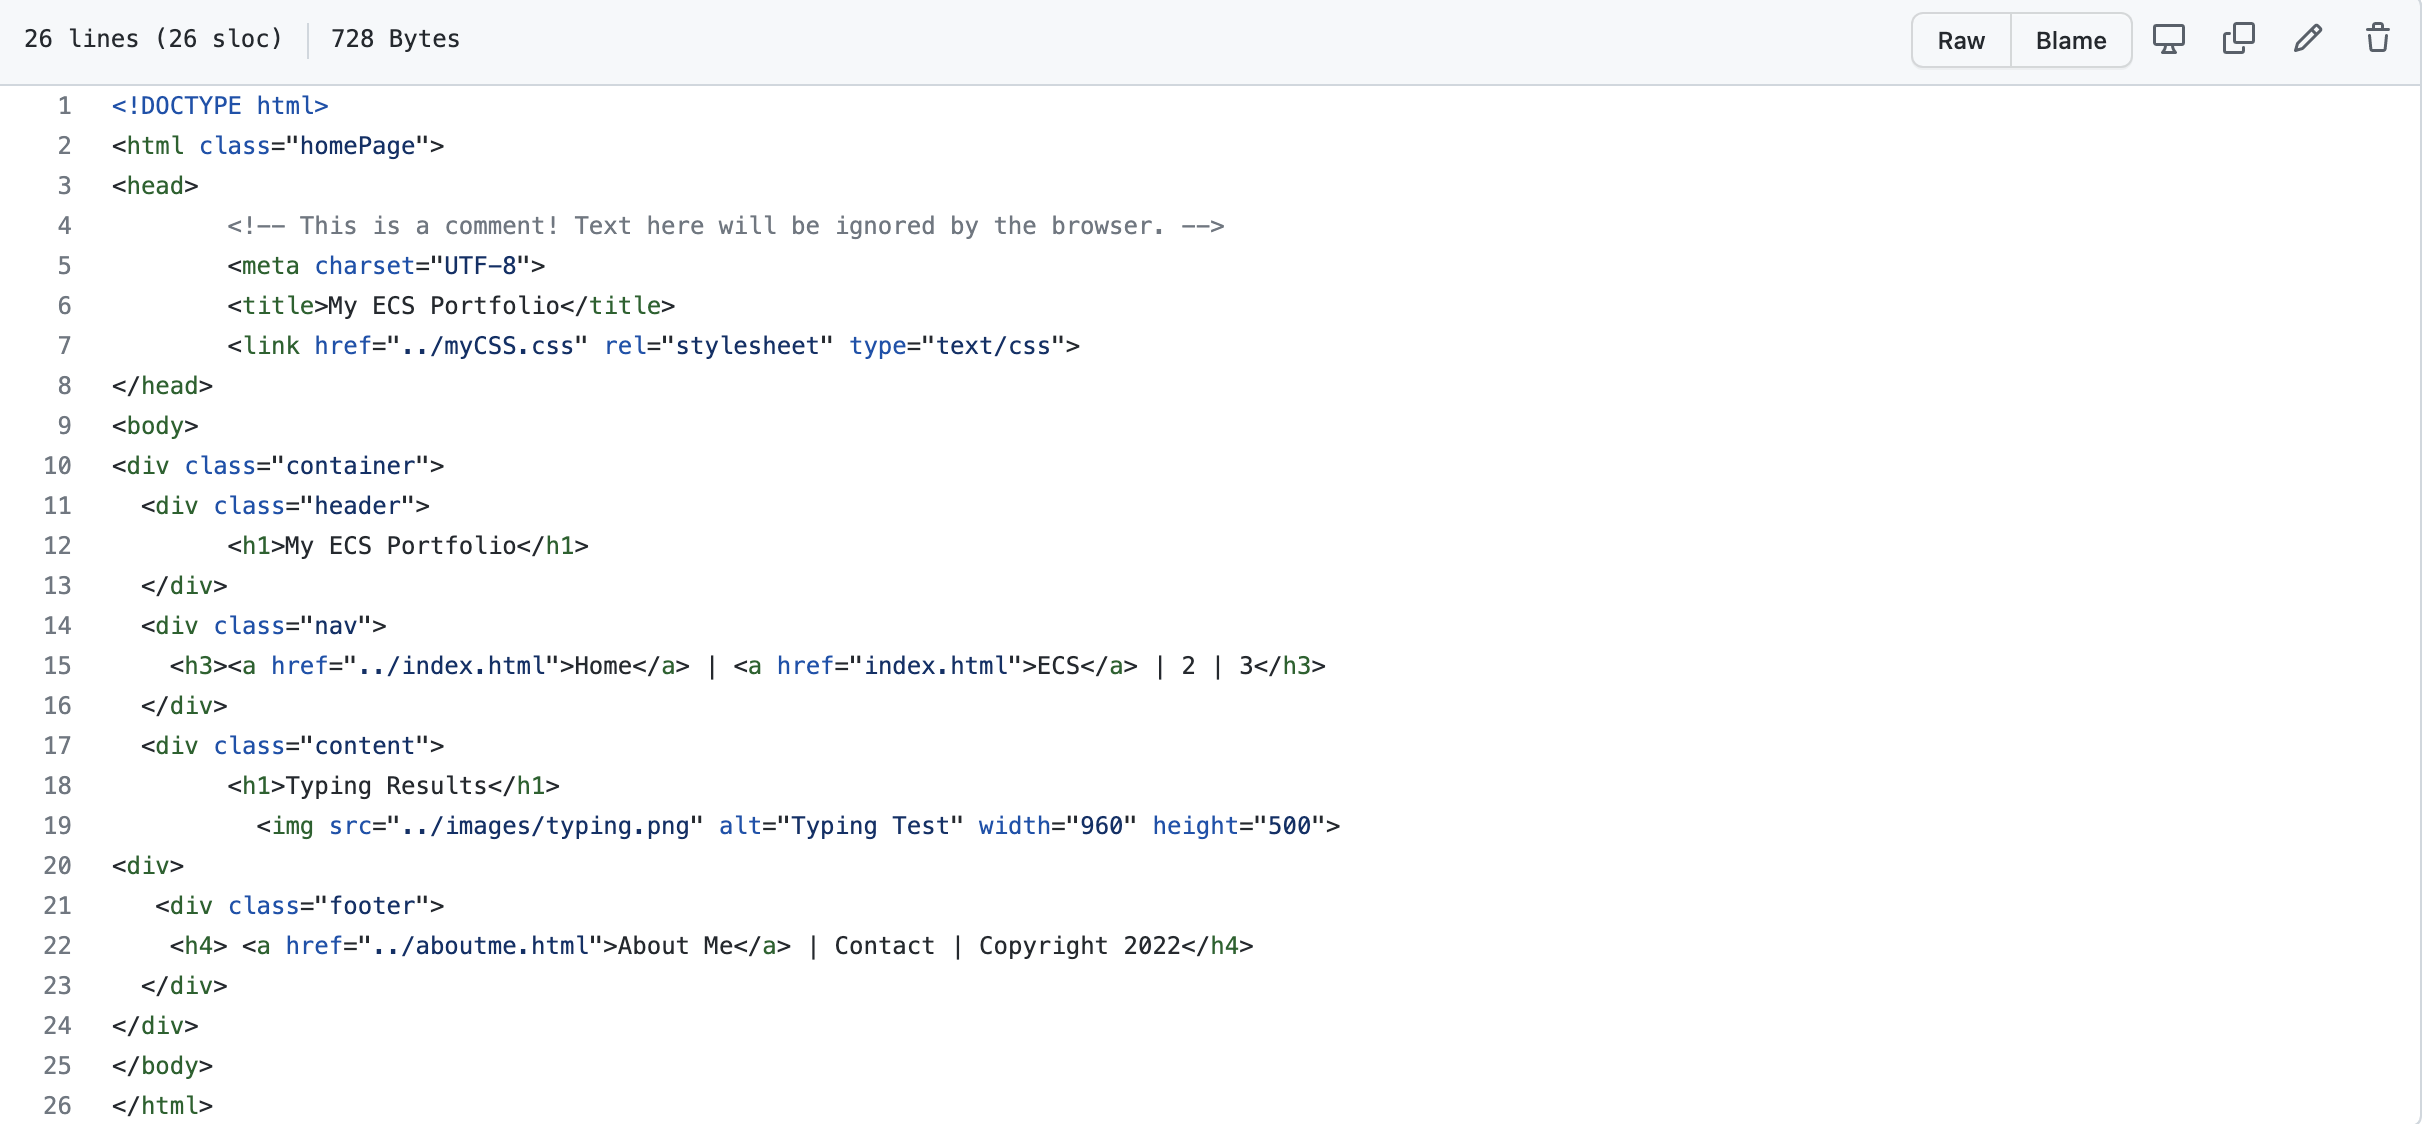 26 lines (26 sloc) 728 Bytes Raw Blame
1 <!DOCTYPE html>
2 <html class="homePage">
3 <head>
4 <!-- This is a comment! Text here will be ignored by the browser. -->
5 <meta charset="UTF-8">
6 <title>My ECS Portfolio</title>
7 <link href="../myCSS.css" rel="stylesheet" type="text/css">
8 </head>
9 <body>
10 <div class="container">
11 <div class="header">
12 <h1>My ECS Portfolio</h1>
13 </div>
14 <div class="nav">
15 <h3><a href="../index.html">Home</a> | <a href="index.html">ECS</a> | 2 | 3</h3>
16 </div>
17 <div class="content">
18 <h1>Typing Results</h1>
19 <img src="../images/typing.png" alt="Typing Test" width="960" height="500">
20 <div>
21 <div class="footer">
22 <h4> <a href="../aboutme.html">About Me</a> | Contact | Copyright 2022</h4>
23 </div>
24 </div>
25 </body>
26 </html>